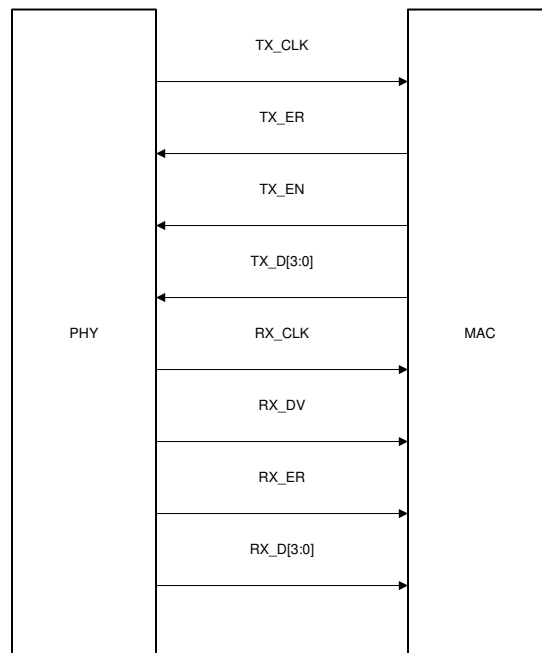 TX_CLK
TX_ER
TX_EN
TX_D[3:0]
PHY
RX_CLK
MAC
RX_DV
RX_ER
RX_D[3:0]